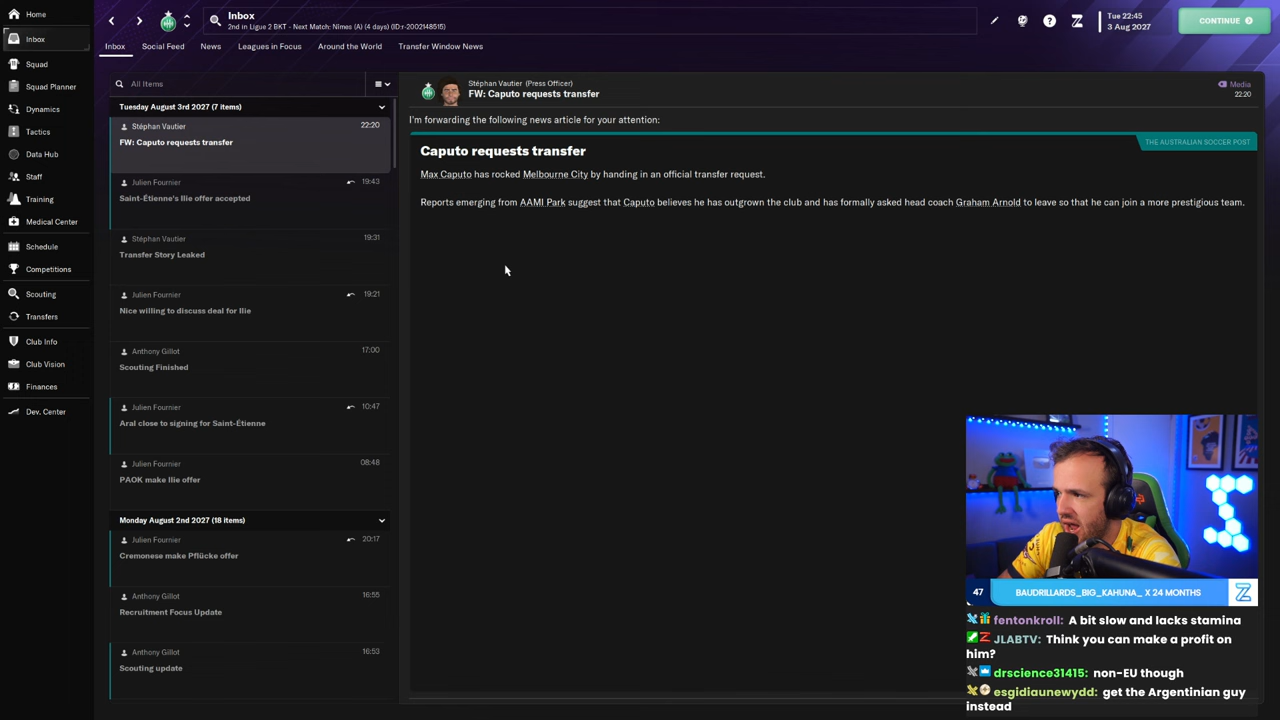 Home
Inbox
Squad
Squad Planner
Dynamics
Tactics
Data Hub
Staff
Training
Medical Center
Schedule
Competitions
Scouting
Transfers
Club Info
Club Vision
Finances
Dev. Center
Inbox
2nd in Ligue 2 BKT - Next Match: Nîmes (A) (4 days) (ID:r-2002148515)
Tue 22:45
3 Aug 2027
CONTINUE
Inbox
Social Feed
News
Leagues in Focus
Around the World
Transfer Window News
All Items
Tuesday August 3rd 2027 (7 items)
Stéphan Vautier 22:20
FW: Caputo requests transfer
Julien Fournier 19:43
Saint-Étienne's Ilie offer accepted
Stéphan Vautier 19:31
Transfer Story Leaked
Julien Fournier 19:21
Nice willing to discuss deal for Ilie
Anthony Gillot 17:00
Scouting Finished
Julien Fournier 10:47
Aral close to signing for Saint-Étienne
Julien Fournier 08:48
PAOK make Ilie offer
Monday August 2nd 2027 (18 items)
Julien Fournier 20:17
Cremonese make Pflücke offer
Anthony Gillot 16:55
Recruitment Focus Update
Anthony Gillot 16:53
Scouting update
Stéphan Vautier (Press Officer)
FW: Caputo requests transfer
Media
22:20
I'm forwarding the following news article for your attention:
THE AUSTRALIAN SOCCER POST
Caputo requests transfer
Max Caputo has rocked Melbourne City by handing in an official transfer request.
Reports emerging from AAMI Park suggest that Caputo believes he has outgrown the club and has formally asked head coach Graham Arnold to leave so that he can join a more prestigious team.
47 BAUDRILLARDS_BIG_KAHUNA_ X 24 MONTHS
fentonkroll: A bit slow and lacks stamina
JLABTV: Think you can make a profit on
him?
drscience31415: non-EU though
esgidiaunewydd: get the Argentinian guy
instead